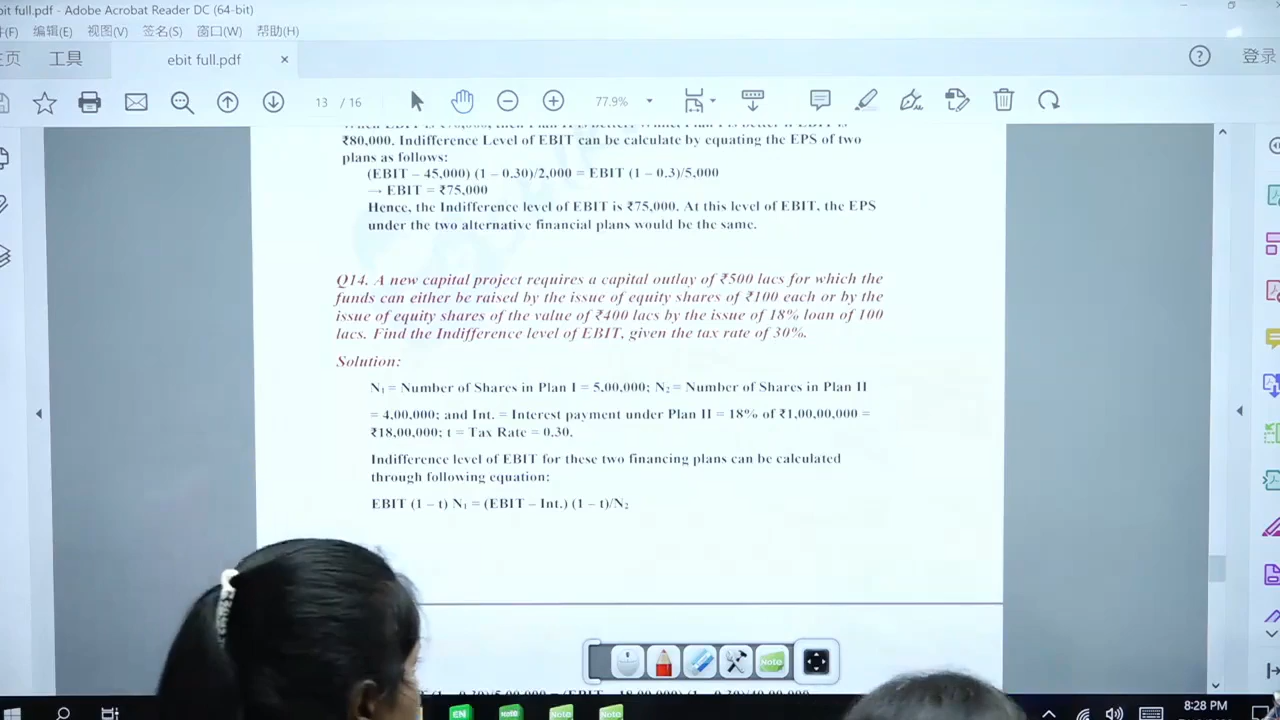 bit full.pdf - Adobe Acrobat Reader DC (64-bit)
编辑(E) 视图(V) 签名(S) 窗口(W) 帮助(H)
工具 ebit full.pdf × 登录
13 / 16 77.9%
₹80,000. Indifference Level of EBIT can be calculate by equating the EPS of two
plans as follows:
(EBIT – 45,000) (1 – 0.30)/2,000 = EBIT (1 – 0.3)/5,000
→ EBIT = ₹75,000
Hence, the Indifference level of EBIT is ₹75,000. At this level of EBIT, the EPS
under the two alternative financial plans would be the same.
Q14. A new capital project requires a capital outlay of ₹500 lacs for which the
funds can either be raised by the issue of equity shares of ₹100 each or by the
issue of equity shares of the value of ₹400 lacs by the issue of 18% loan of 100
lacs. Find the Indifference level of EBIT, given the tax rate of 30%.
Solution:
N₁ = Number of Shares in Plan I = 5,00,000; N₂ = Number of Shares in Plan II
= 4,00,000; and Int. = Interest payment under Plan II = 18% of ₹1,00,00,000 =
₹18,00,000; t = Tax Rate = 0.30.
Indifference level of EBIT for these two financing plans can be calculated
through following equation:
EBIT (1 – t) N₁ = (EBIT – Int.) (1 – t)/N₂
Note
EN Note Note Note
8:28 PM